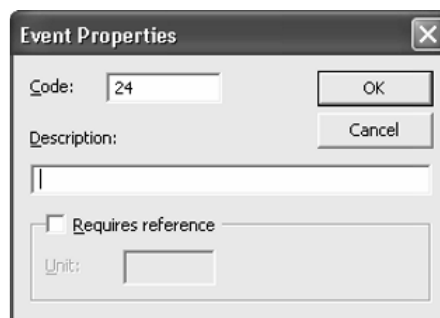 Event Properties
Code: 24
OK
Cancel
Description:
Requires reference
Unit: